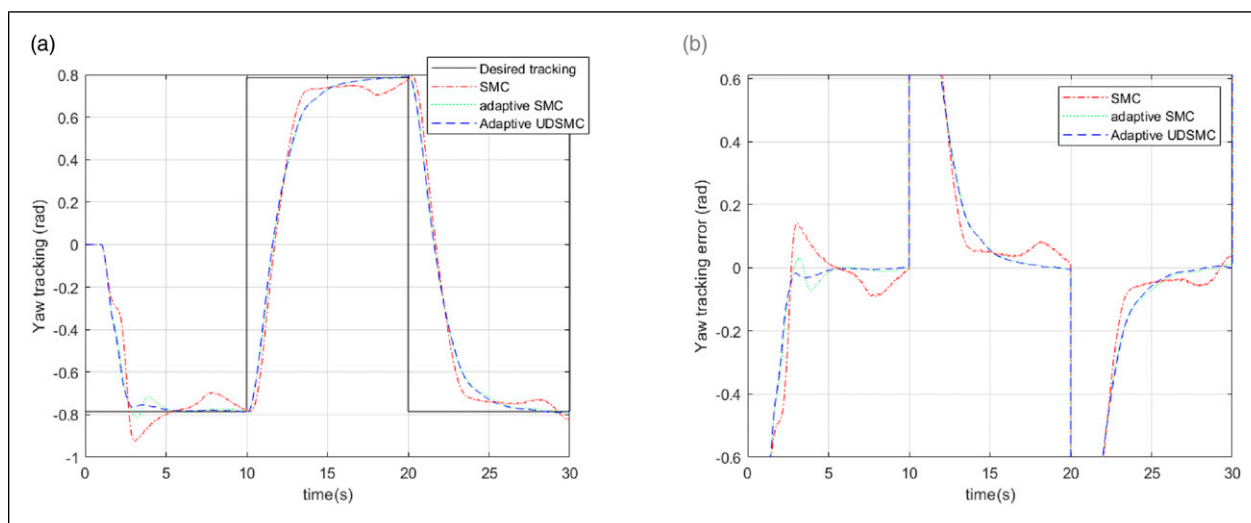 (a)
Desired tracking
SMC
adaptive SMC
Adaptive UDSMC
Yaw tracking (rad)
0.8
0.6
0.4
0.2
0
-0.2
-0.4
-0.6
-0.8
-1
0
5
10
15
20
25
30
time(s)
(b)
SMC
adaptive SMC
Adaptive UDSMC
Yaw tracking error (rad)
0.6
0.4
0.2
0
-0.2
-0.4
-0.6
0
5
10
15
20
25
30
time(s)